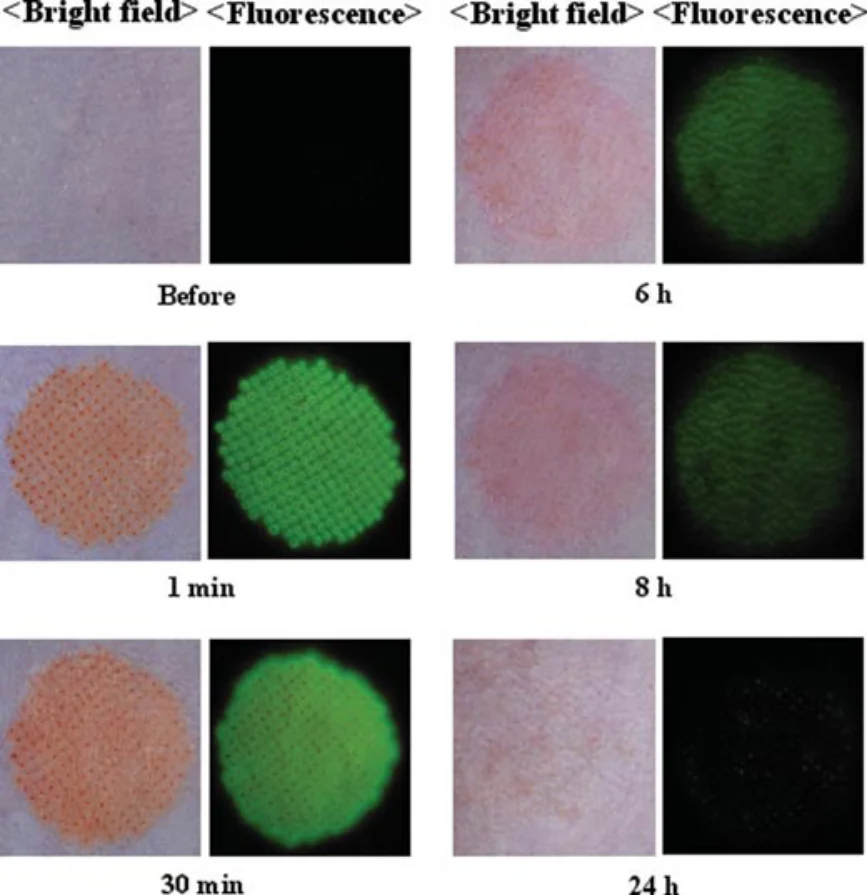 <Bright field> <Fluorescence> <Bright field> <Fluorescence>
Before
6 h
1 min
8 h
30 min
24 h